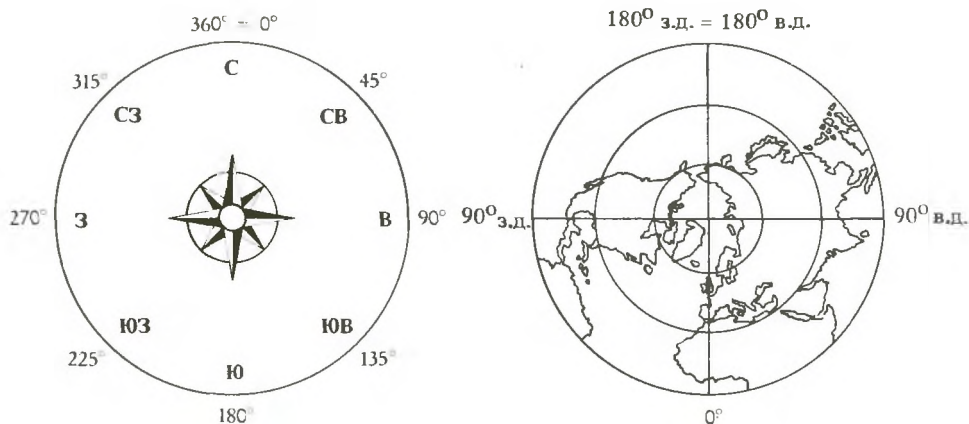 360° - 0°
С
315°
45°
СЗ
СВ
270°
З
В
90°
ЮЗ
ЮВ
225°
135°
Ю
180°
180° з.д. = 180° в.д.
90° з.д.
90° в.д.
0°